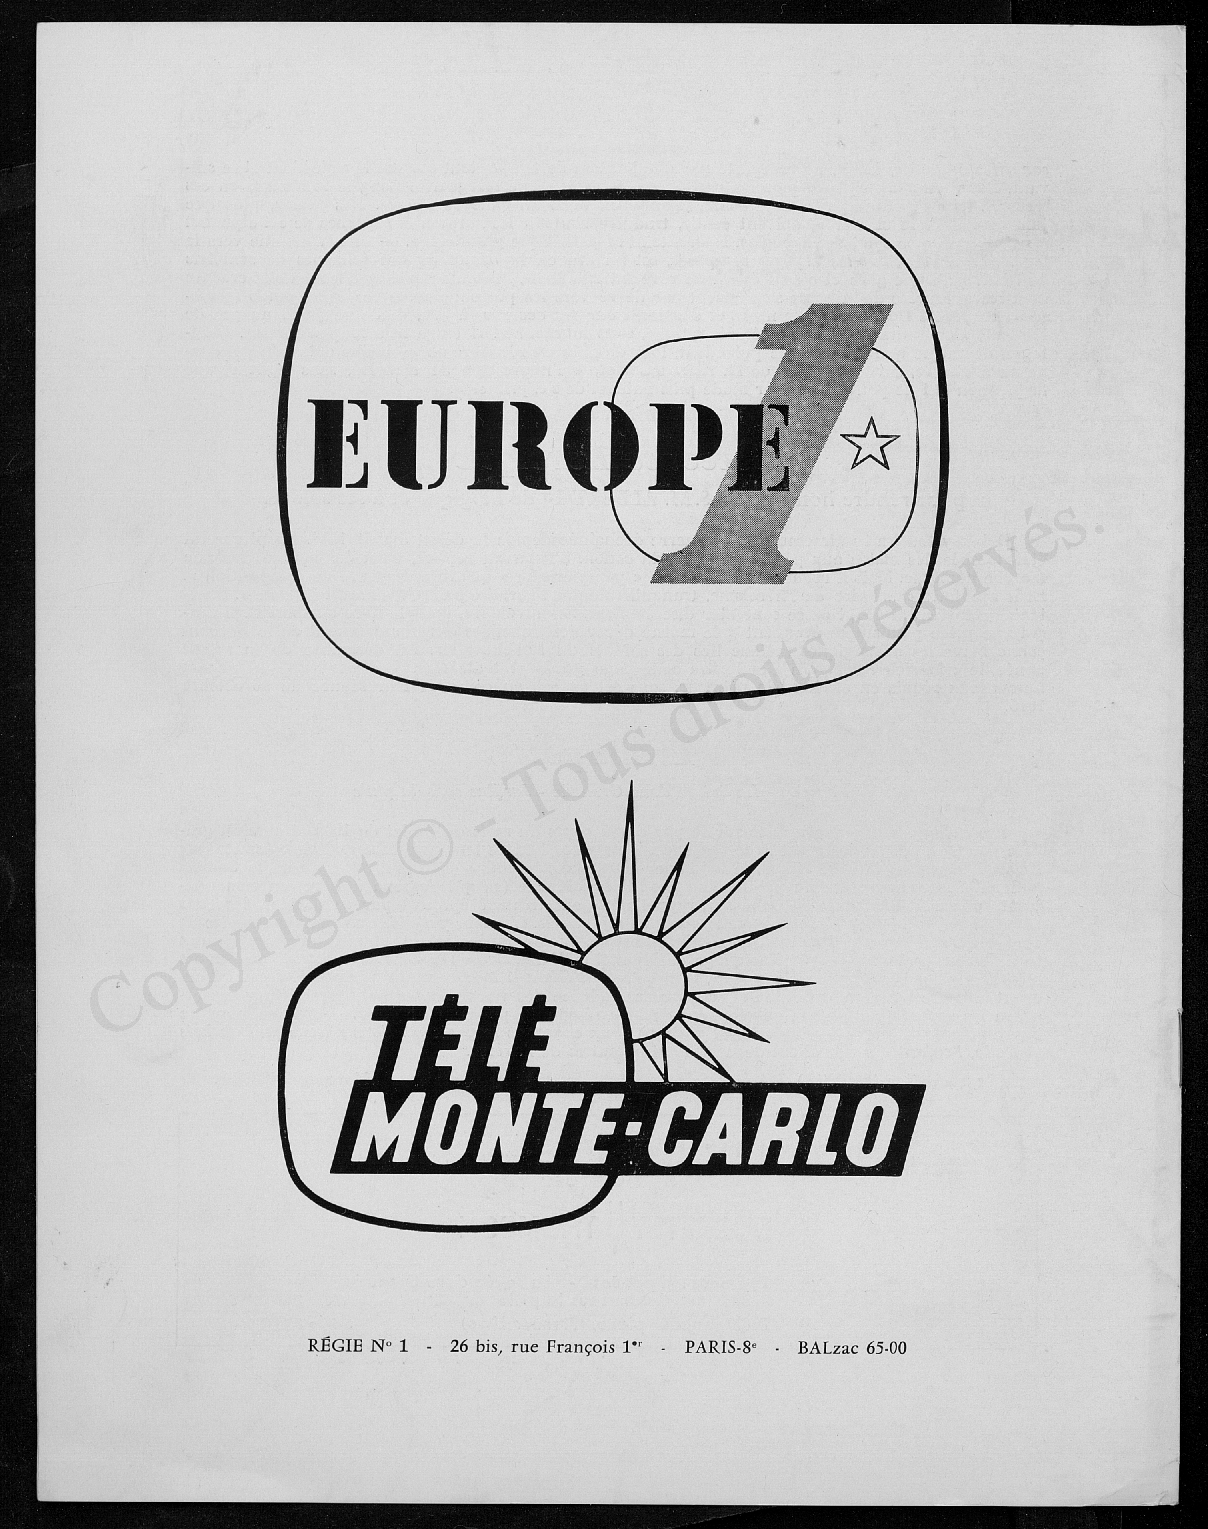 EUROPE 1
TÉLÉ
MONTE-CARLO
RÉGIE Nº 1 - 26 bis, rue François 1er - PARIS-8e - BALzac 65-00
Copyright © - Tous droits réservés.